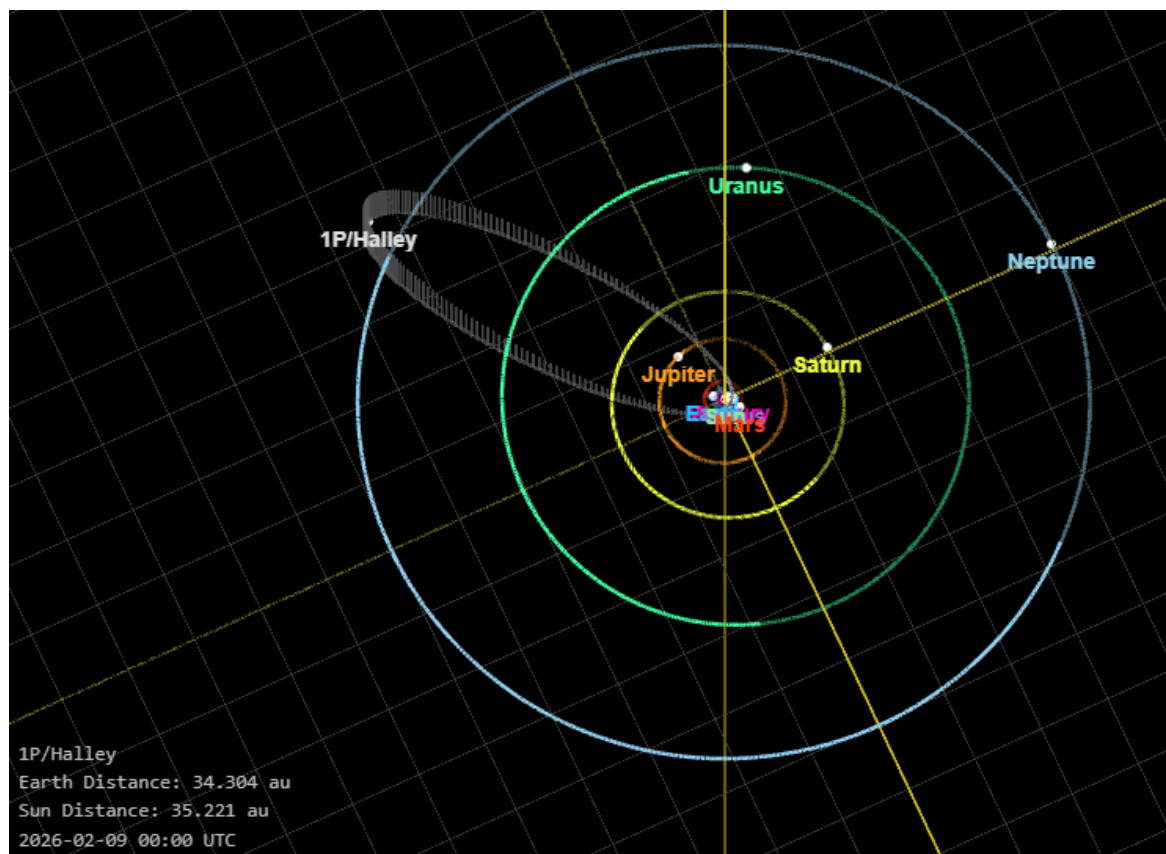 Uranus
1P/Halley
Neptune
Saturn
Jupiter
Mars
1P/Halley
Earth Distance: 34.304 au
Sun Distance: 35.221 au
2026-02-09 00:00 UTC